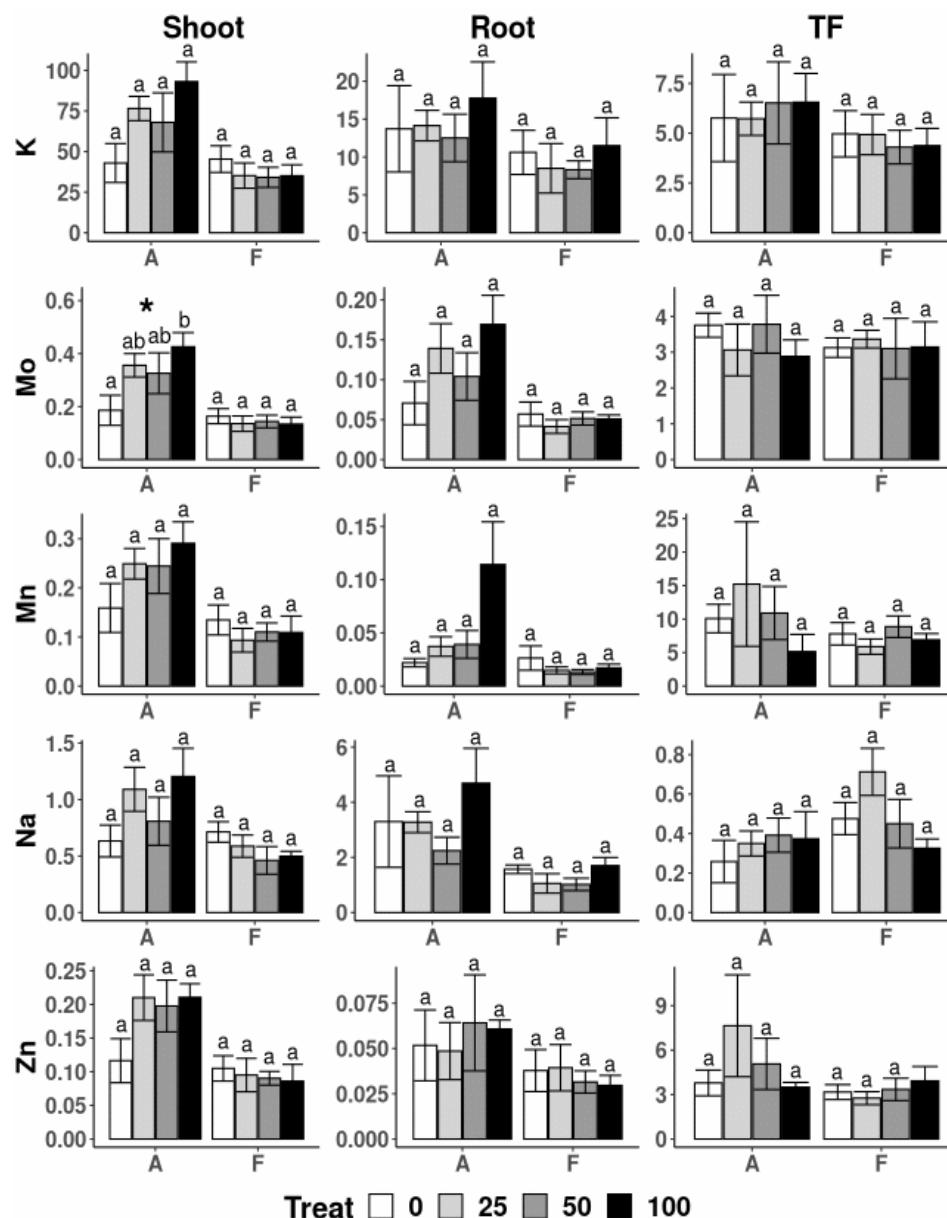 Shoot Root TF
K
100
75
50
25
0
a a a a a a a a
A F
20
15
10
5
0
a a a a a a a a
A F
7.5
5.0
2.5
0.0
a a a a a a a a
A F
Mo
0.6
0.4
0.2
0.0
*
a ab ab b a a a a
A F
0.20
0.15
0.10
0.05
0.00
a a a a a a a a
A F
4
3
2
1
0
a a a a a a a a
A F
Mn
0.3
0.2
0.1
0.0
a a a a a a a a
A F
0.15
0.10
0.05
0.00
a a a a a a a a
A F
25
20
15
10
5
0
a a a a a a a a
A F
Na
1.5
1.0
0.5
0.0
a a a a a a a a
A F
6
4
2
0
a a a a a a a a
A F
0.8
0.6
0.4
0.2
0.0
a a a a a a a a
A F
Zn
0.25
0.20
0.15
0.10
0.05
0.00
a a a a a a a a
A F
0.075
0.050
0.025
0.000
a a a a a a a a
A F
9
6
3
0
a a a a a a a a
A F
Treat 0 25 50 100